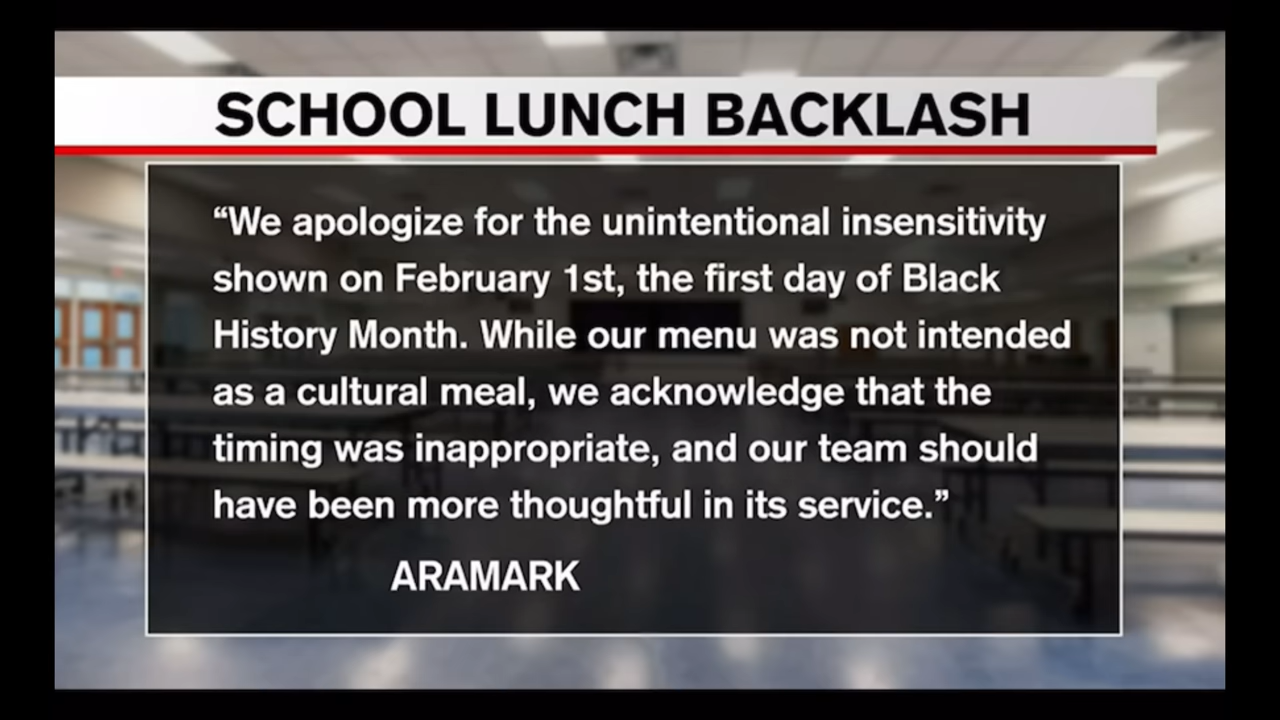 SCHOOL LUNCH BACKLASH
“We apologize for the unintentional insensitivity
shown on February 1st, the first day of Black
History Month. While our menu was not intended
as a cultural meal, we acknowledge that the
timing was inappropriate, and our team should
have been more thoughtful in its service.”
ARAMARK